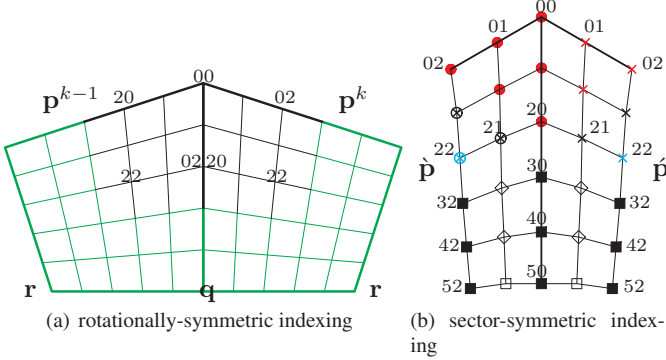 00
20 02
p^{k-1} p^k
02 20
22 22
r q r
(a) rotationally-symmetric indexing
00
01 01
02 02
20
21 21
22 22
p̀ ṕ
30
32 32
40
42 42
50
52 52
(b) sector-symmetric index-
ing